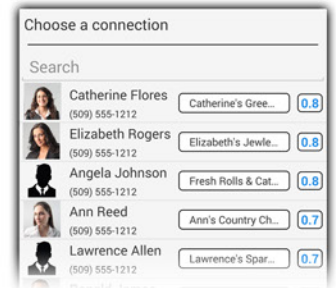 Choose a connection
Search
Catherine Flores
(509) 555-1212
Catherine's Gree...
0.8
Elizabeth Rogers
(509) 555-1212
Elizabeth's Jewle...
0.8
Angela Johnson
(509) 555-1212
Fresh Rolls & Cat...
0.8
Ann Reed
(509) 555-1212
Ann's Country Ch...
0.7
Lawrence Allen
(509) 555-1212
Lawrence's Spar...
0.7